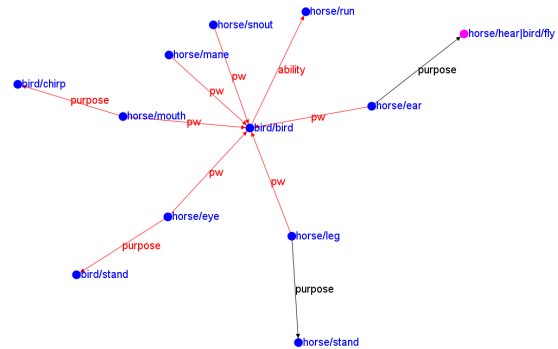 horse/run
horse/snout
horse/hear|bird/fly
horse/mane
pw
ability
purpose
bird/chirp
pw
purpose
horse/ear
horse/mouth
pw
bird/bird
pw
pw
pw
horse/eye
horse/leg
purpose
bird/stand
purpose
horse/stand